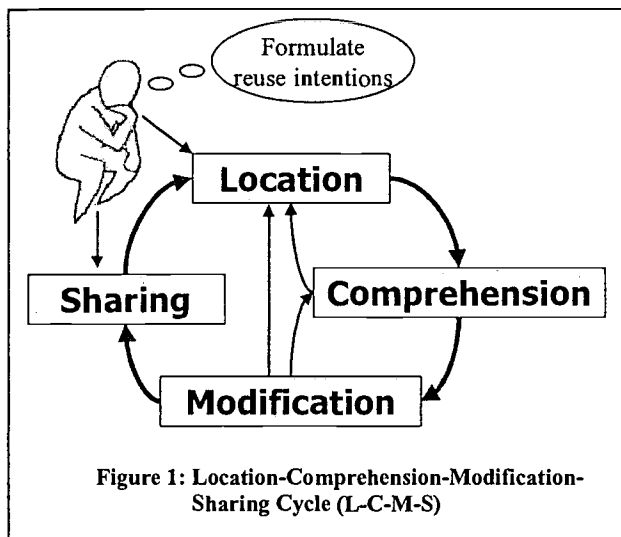 Formulate
reuse intentions
Location
Sharing
Comprehension
Modification
Figure 1: Location-Comprehension-Modification-
Sharing Cycle (L-C-M-S)